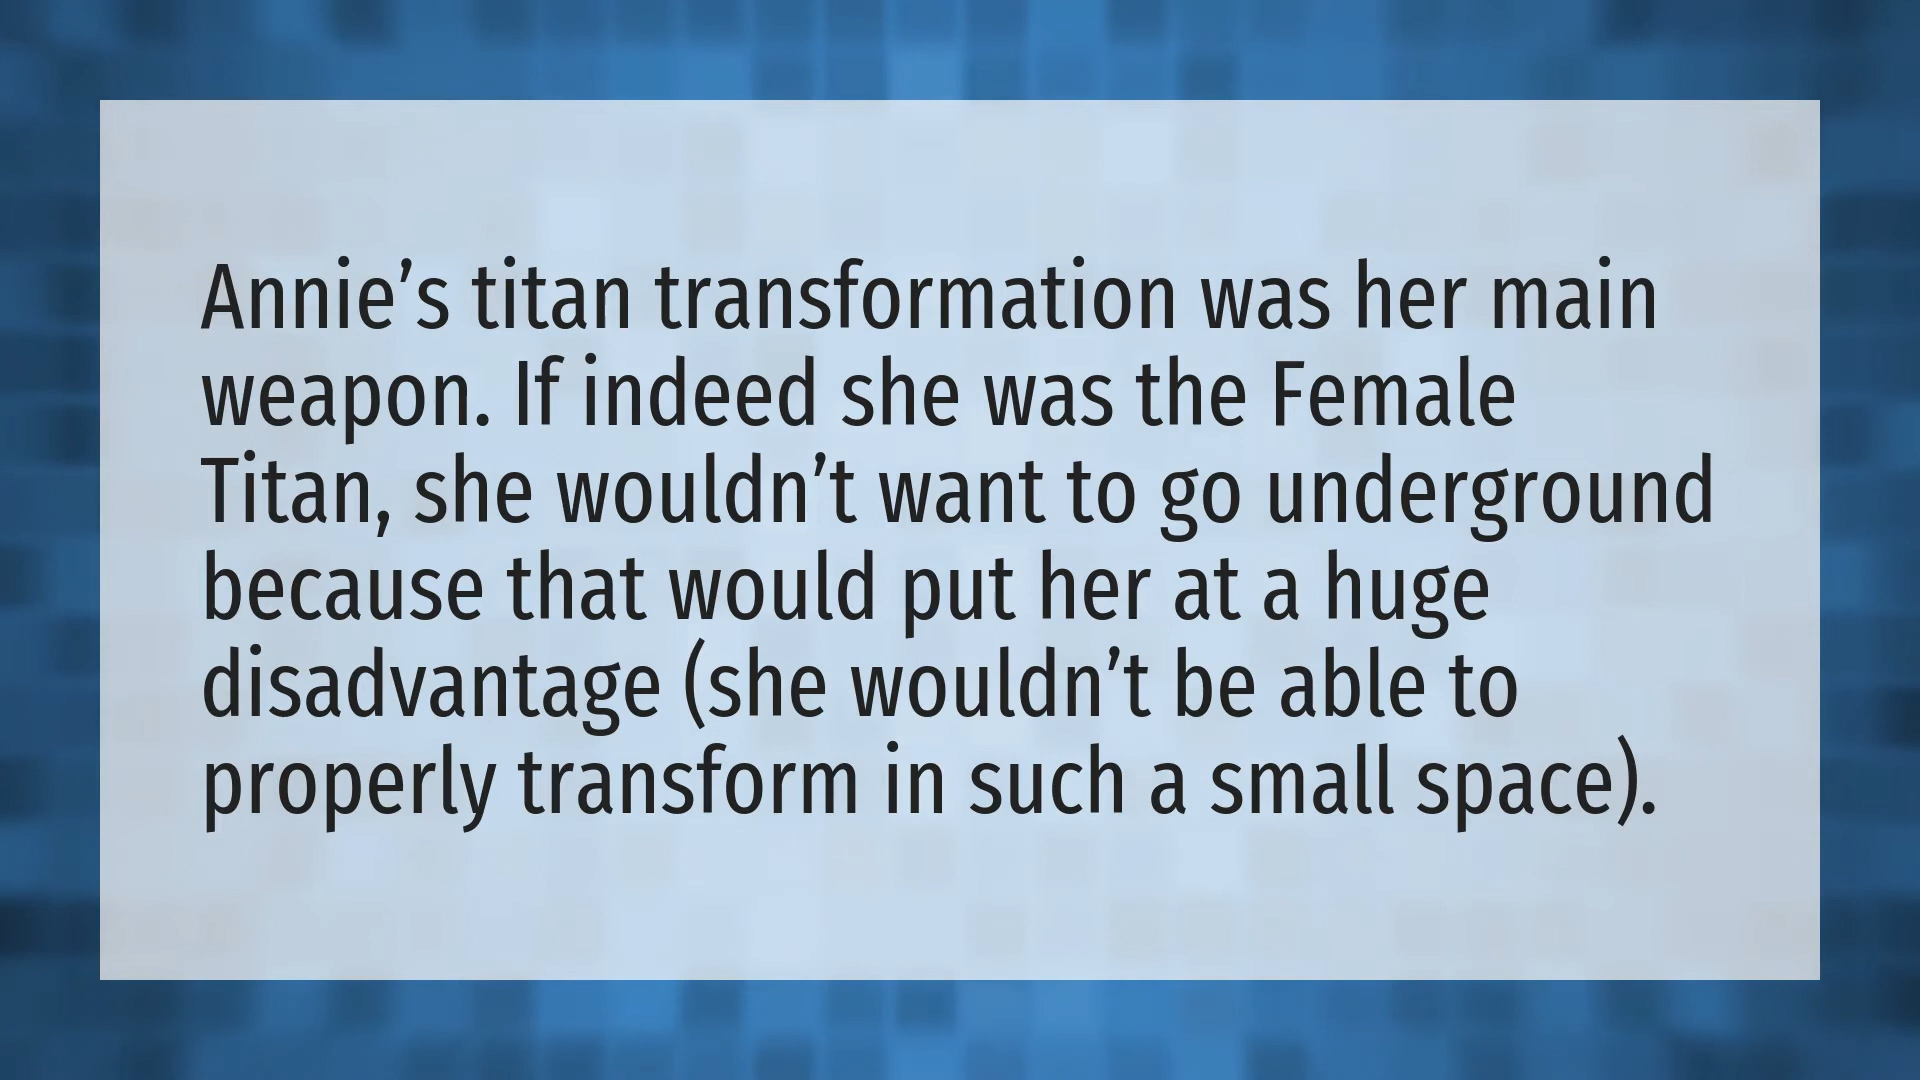 Annie’s titan transformation was her main
weapon. If indeed she was the Female
Titan, she wouldn’t want to go underground
because that would put her at a huge
disadvantage (she wouldn’t be able to
properly transform in such a small space).